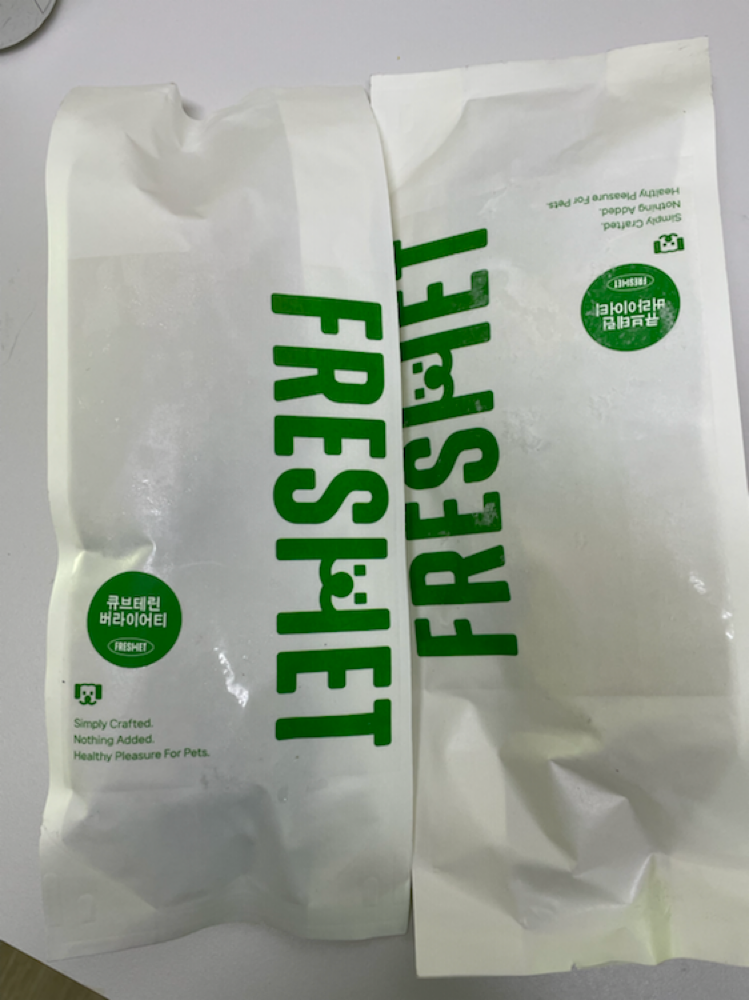 FRESHET
큐브테린
버라이어티
FRESHET
Simply Crafted.
Nothing Added.
Healthy Pleasure For Pets.
FRESHET
Simply Crafted.
Nothing Added.
Healthy Pleasure For Pets.
큐브테린
버라이어티
FRESHET